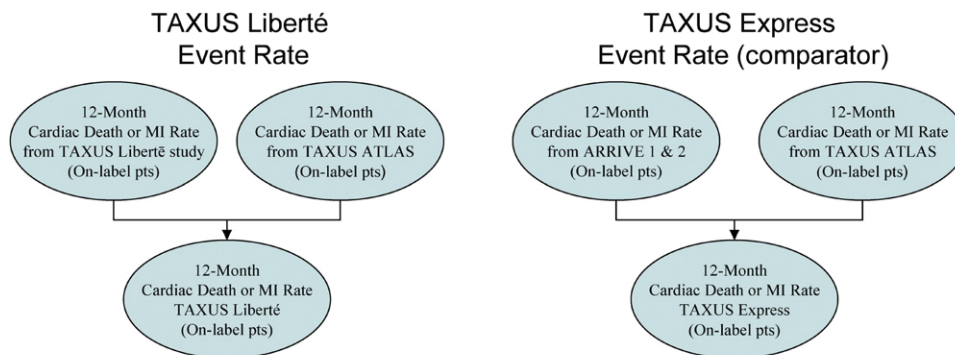 TAXUS Liberté
Event Rate
12-Month
Cardiac Death or MI Rate
from TAXUS Libertē study
(On-label pts)
12-Month
Cardiac Death or MI Rate
from TAXUS ATLAS
(On-label pts)
12-Month
Cardiac Death or MI Rate
TAXUS Liberté
(On-label pts)
TAXUS Express
Event Rate (comparator)
12-Month
Cardiac Death or MI Rate
from ARRIVE 1 & 2
(On-label pts)
12-Month
Cardiac Death or MI Rate
from TAXUS ATLAS
(On-label pts)
12-Month
Cardiac Death or MI Rate
TAXUS Express
(On-label pts)